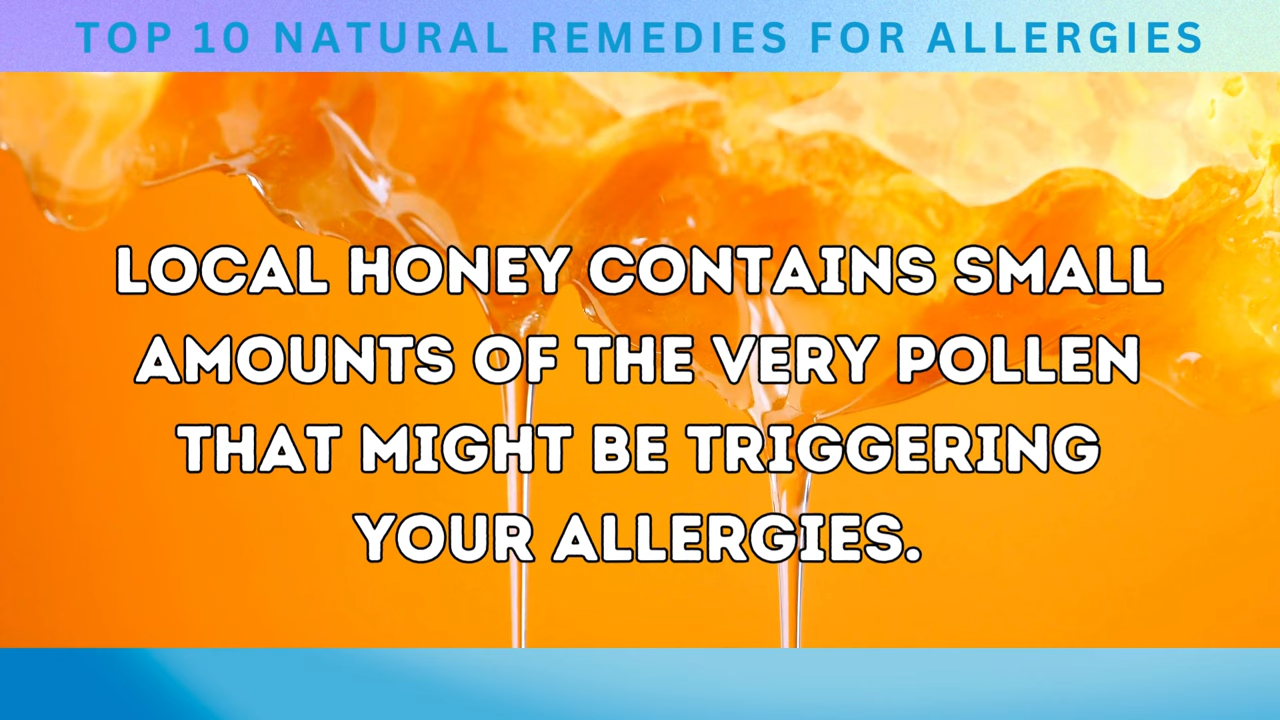 TOP 10 NATURAL REMEDIES FOR ALLERGIES
LOCAL HONEY CONTAINS SMALL
AMOUNTS OF THE VERY POLLEN
THAT MIGHT BE TRIGGERING
YOUR ALLERGIES.